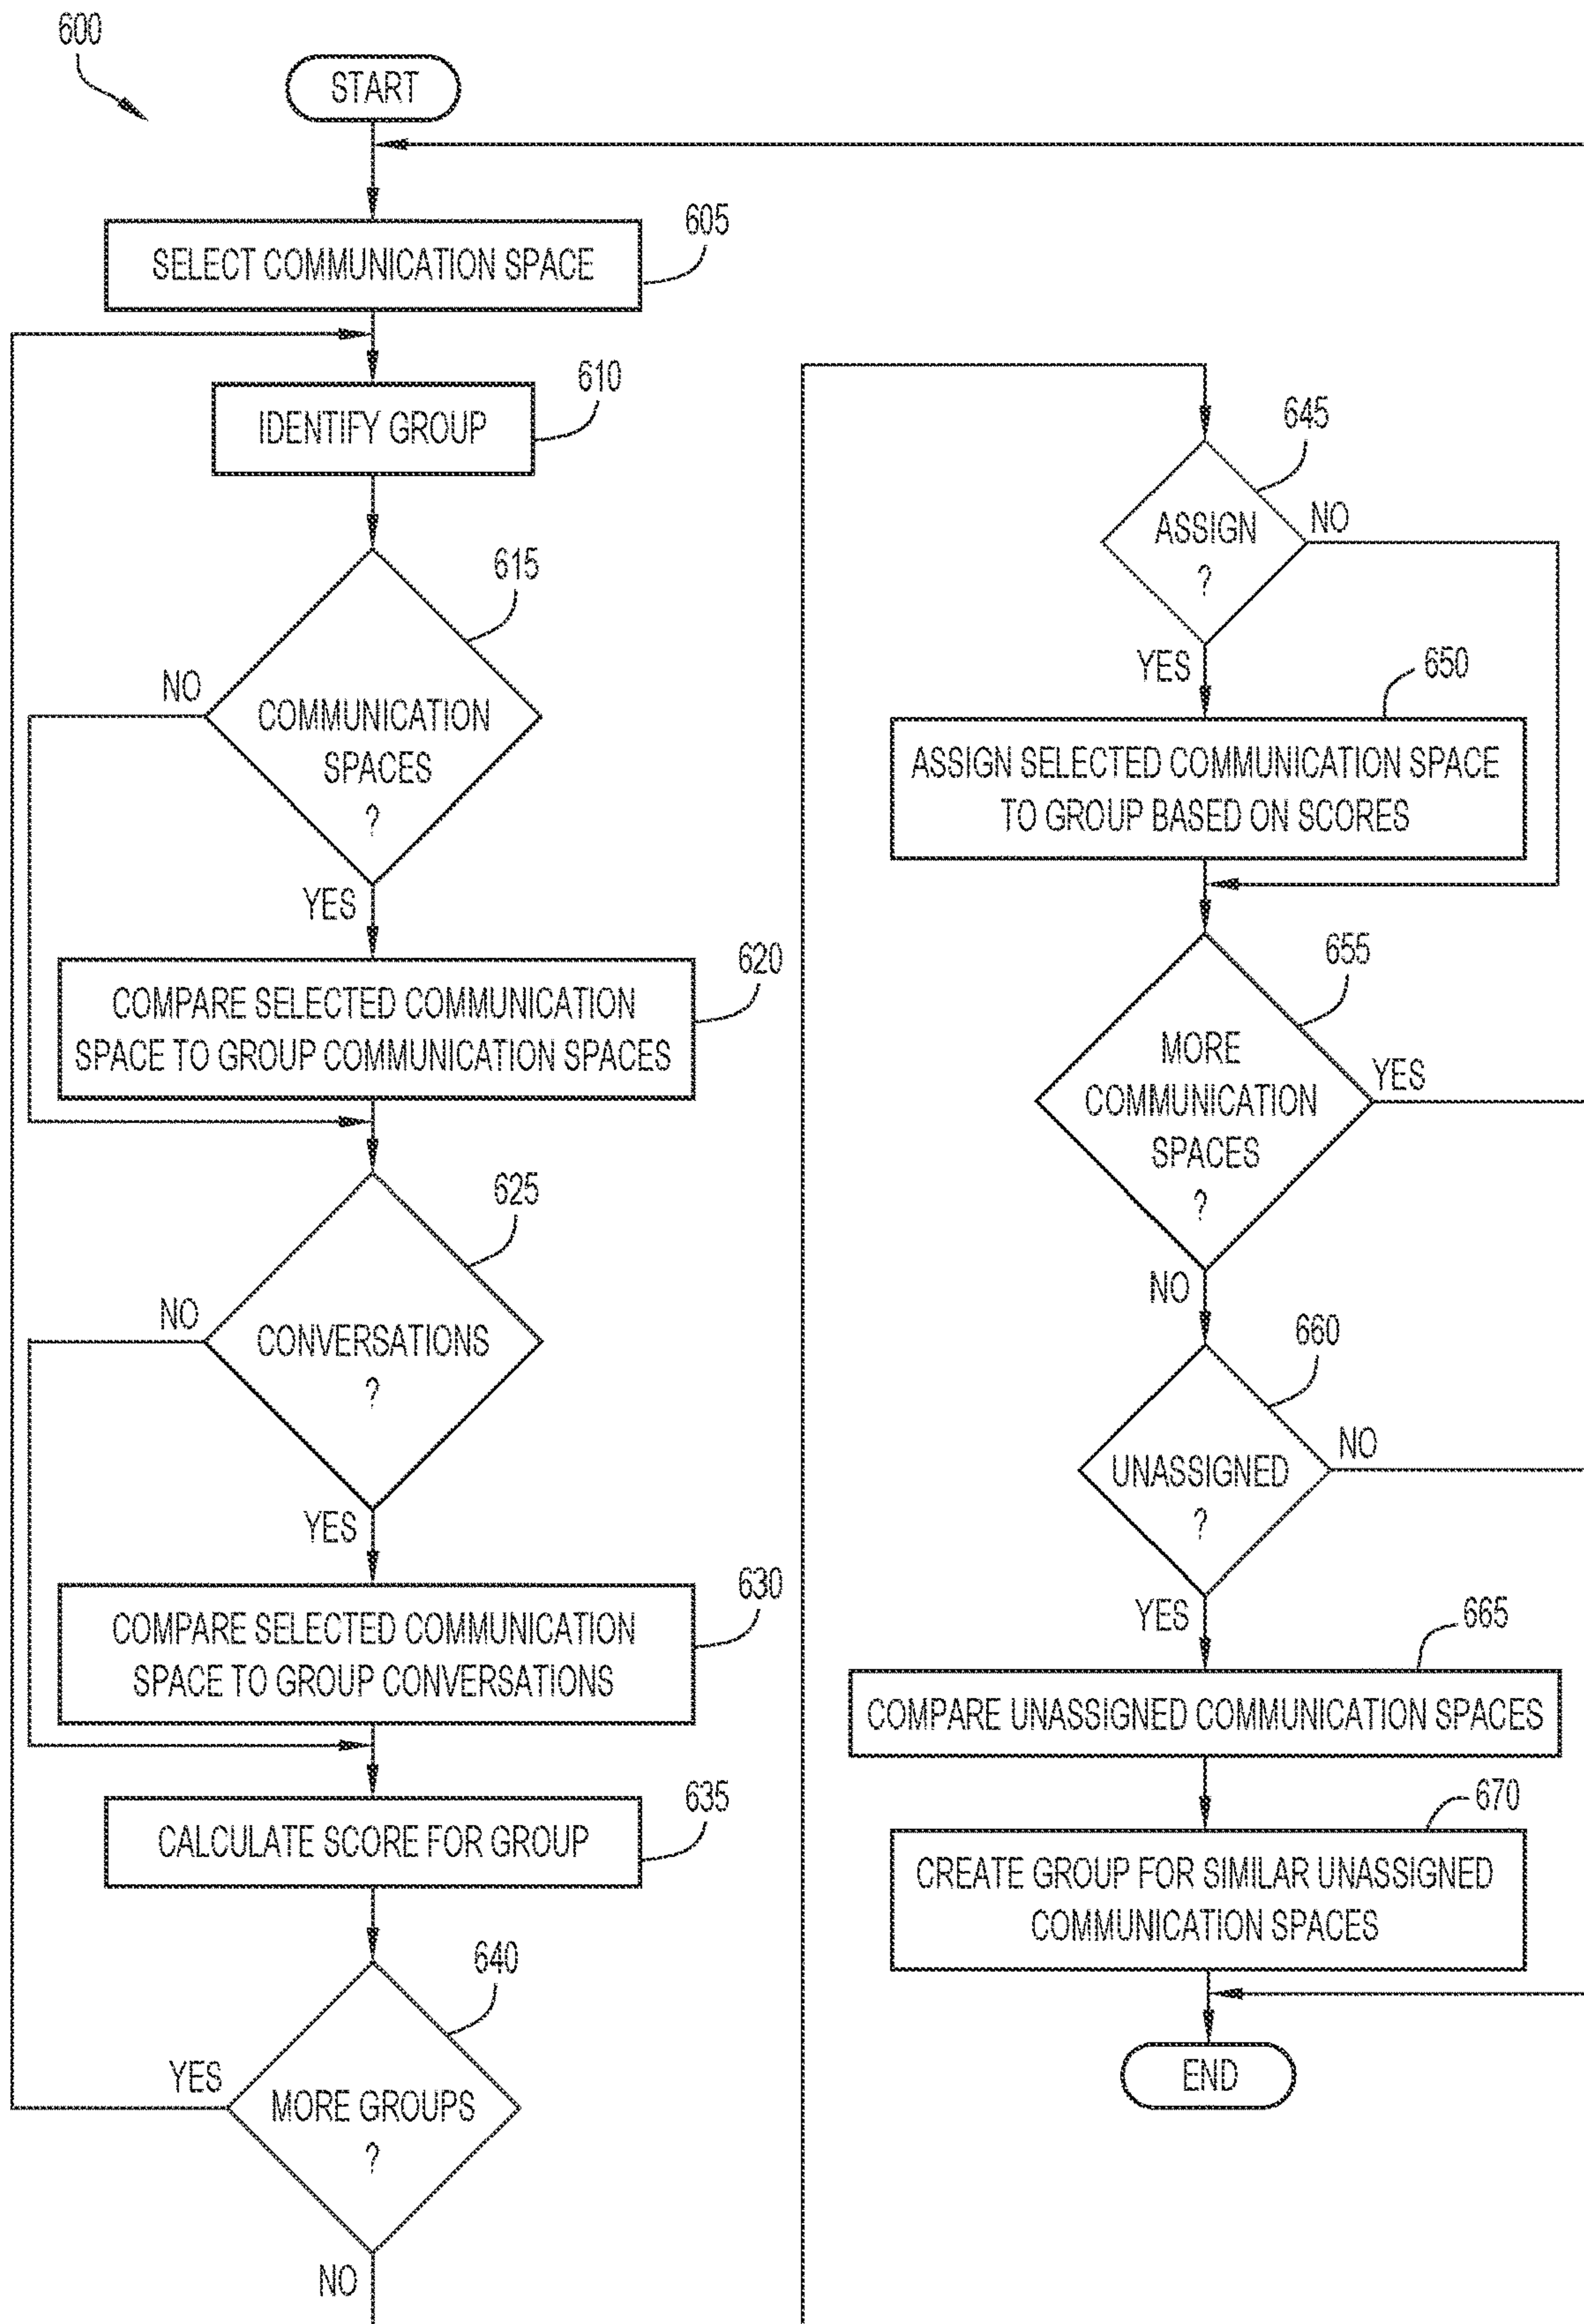 600
START
605
SELECT COMMUNICATION SPACE
610
IDENTIFY GROUP
615
NO
COMMUNICATION
SPACES
?
YES
620
COMPARE SELECTED COMMUNICATION
SPACE TO GROUP COMMUNICATION SPACES
625
NO
CONVERSATIONS
?
YES
630
COMPARE SELECTED COMMUNICATION
SPACE TO GROUP CONVERSATIONS
635
CALCULATE SCORE FOR GROUP
640
YES
MORE GROUPS
?
NO
645
ASSIGN
?
NO
YES
650
ASSIGN SELECTED COMMUNICATION SPACE
TO GROUP BASED ON SCORES
655
MORE
COMMUNICATION
SPACES
?
YES
NO
660
UNASSIGNED
?
NO
YES
665
COMPARE UNASSIGNED COMMUNICATION SPACES
670
CREATE GROUP FOR SIMILAR UNASSIGNED
COMMUNICATION SPACES
END